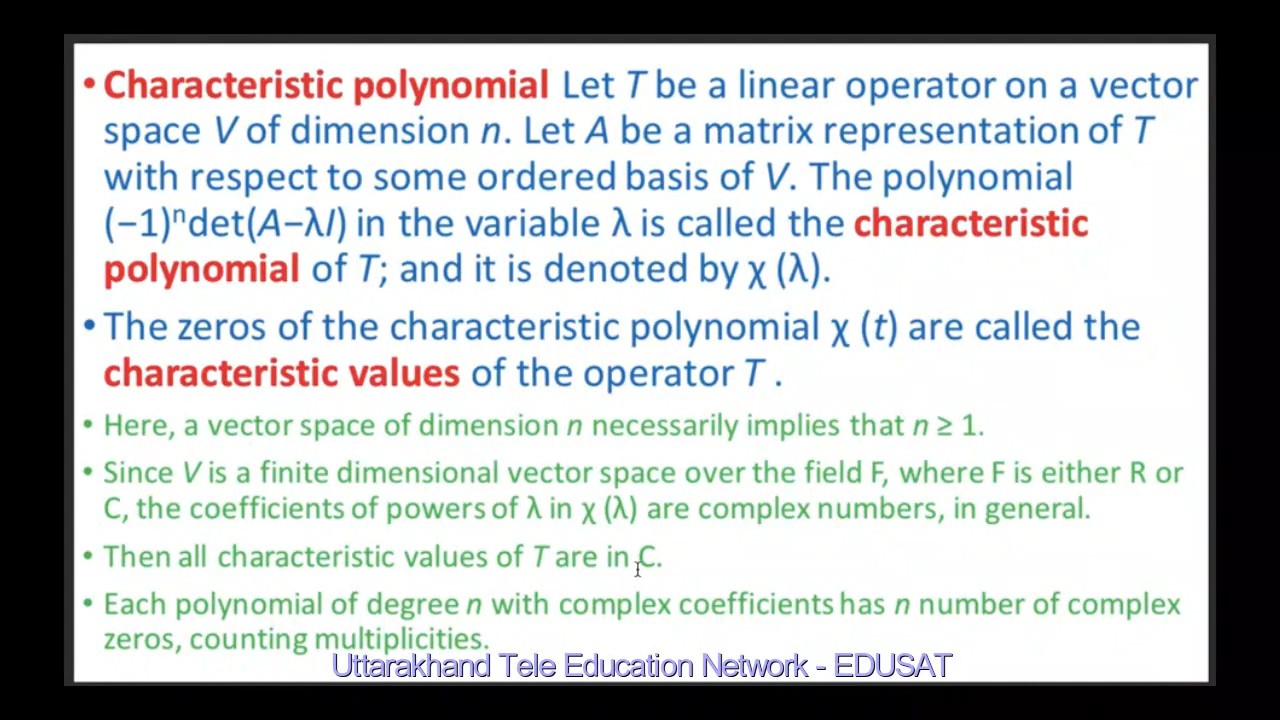 • Characteristic polynomial Let T be a linear operator on a vector
space V of dimension n. Let A be a matrix representation of T
with respect to some ordered basis of V. The polynomial
(−1)ⁿdet(A−λI) in the variable λ is called the characteristic
polynomial of T; and it is denoted by χ (λ).
• The zeros of the characteristic polynomial χ (t) are called the
characteristic values of the operator T .
• Here, a vector space of dimension n necessarily implies that n ≥ 1.
• Since V is a finite dimensional vector space over the field F, where F is either R or
C, the coefficients of powers of λ in χ (λ) are complex numbers, in general.
• Then all characteristic values of T are in C.
• Each polynomial of degree n with complex coefficients has n number of complex
zeros, counting multiplicities.
Uttarakhand Tele Education Network - EDUSAT